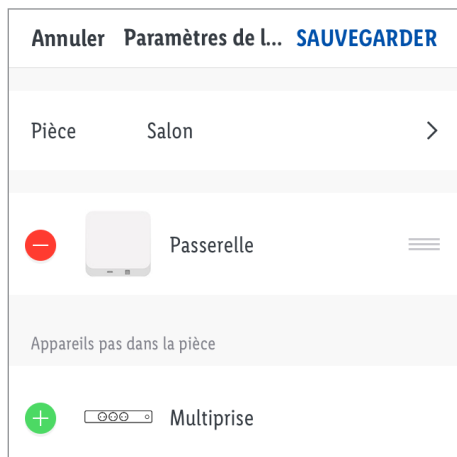 Annuler Paramètres de l... SAUVEGARDER
Pièce Salon
Passerelle
Appareils pas dans la pièce
Multiprise